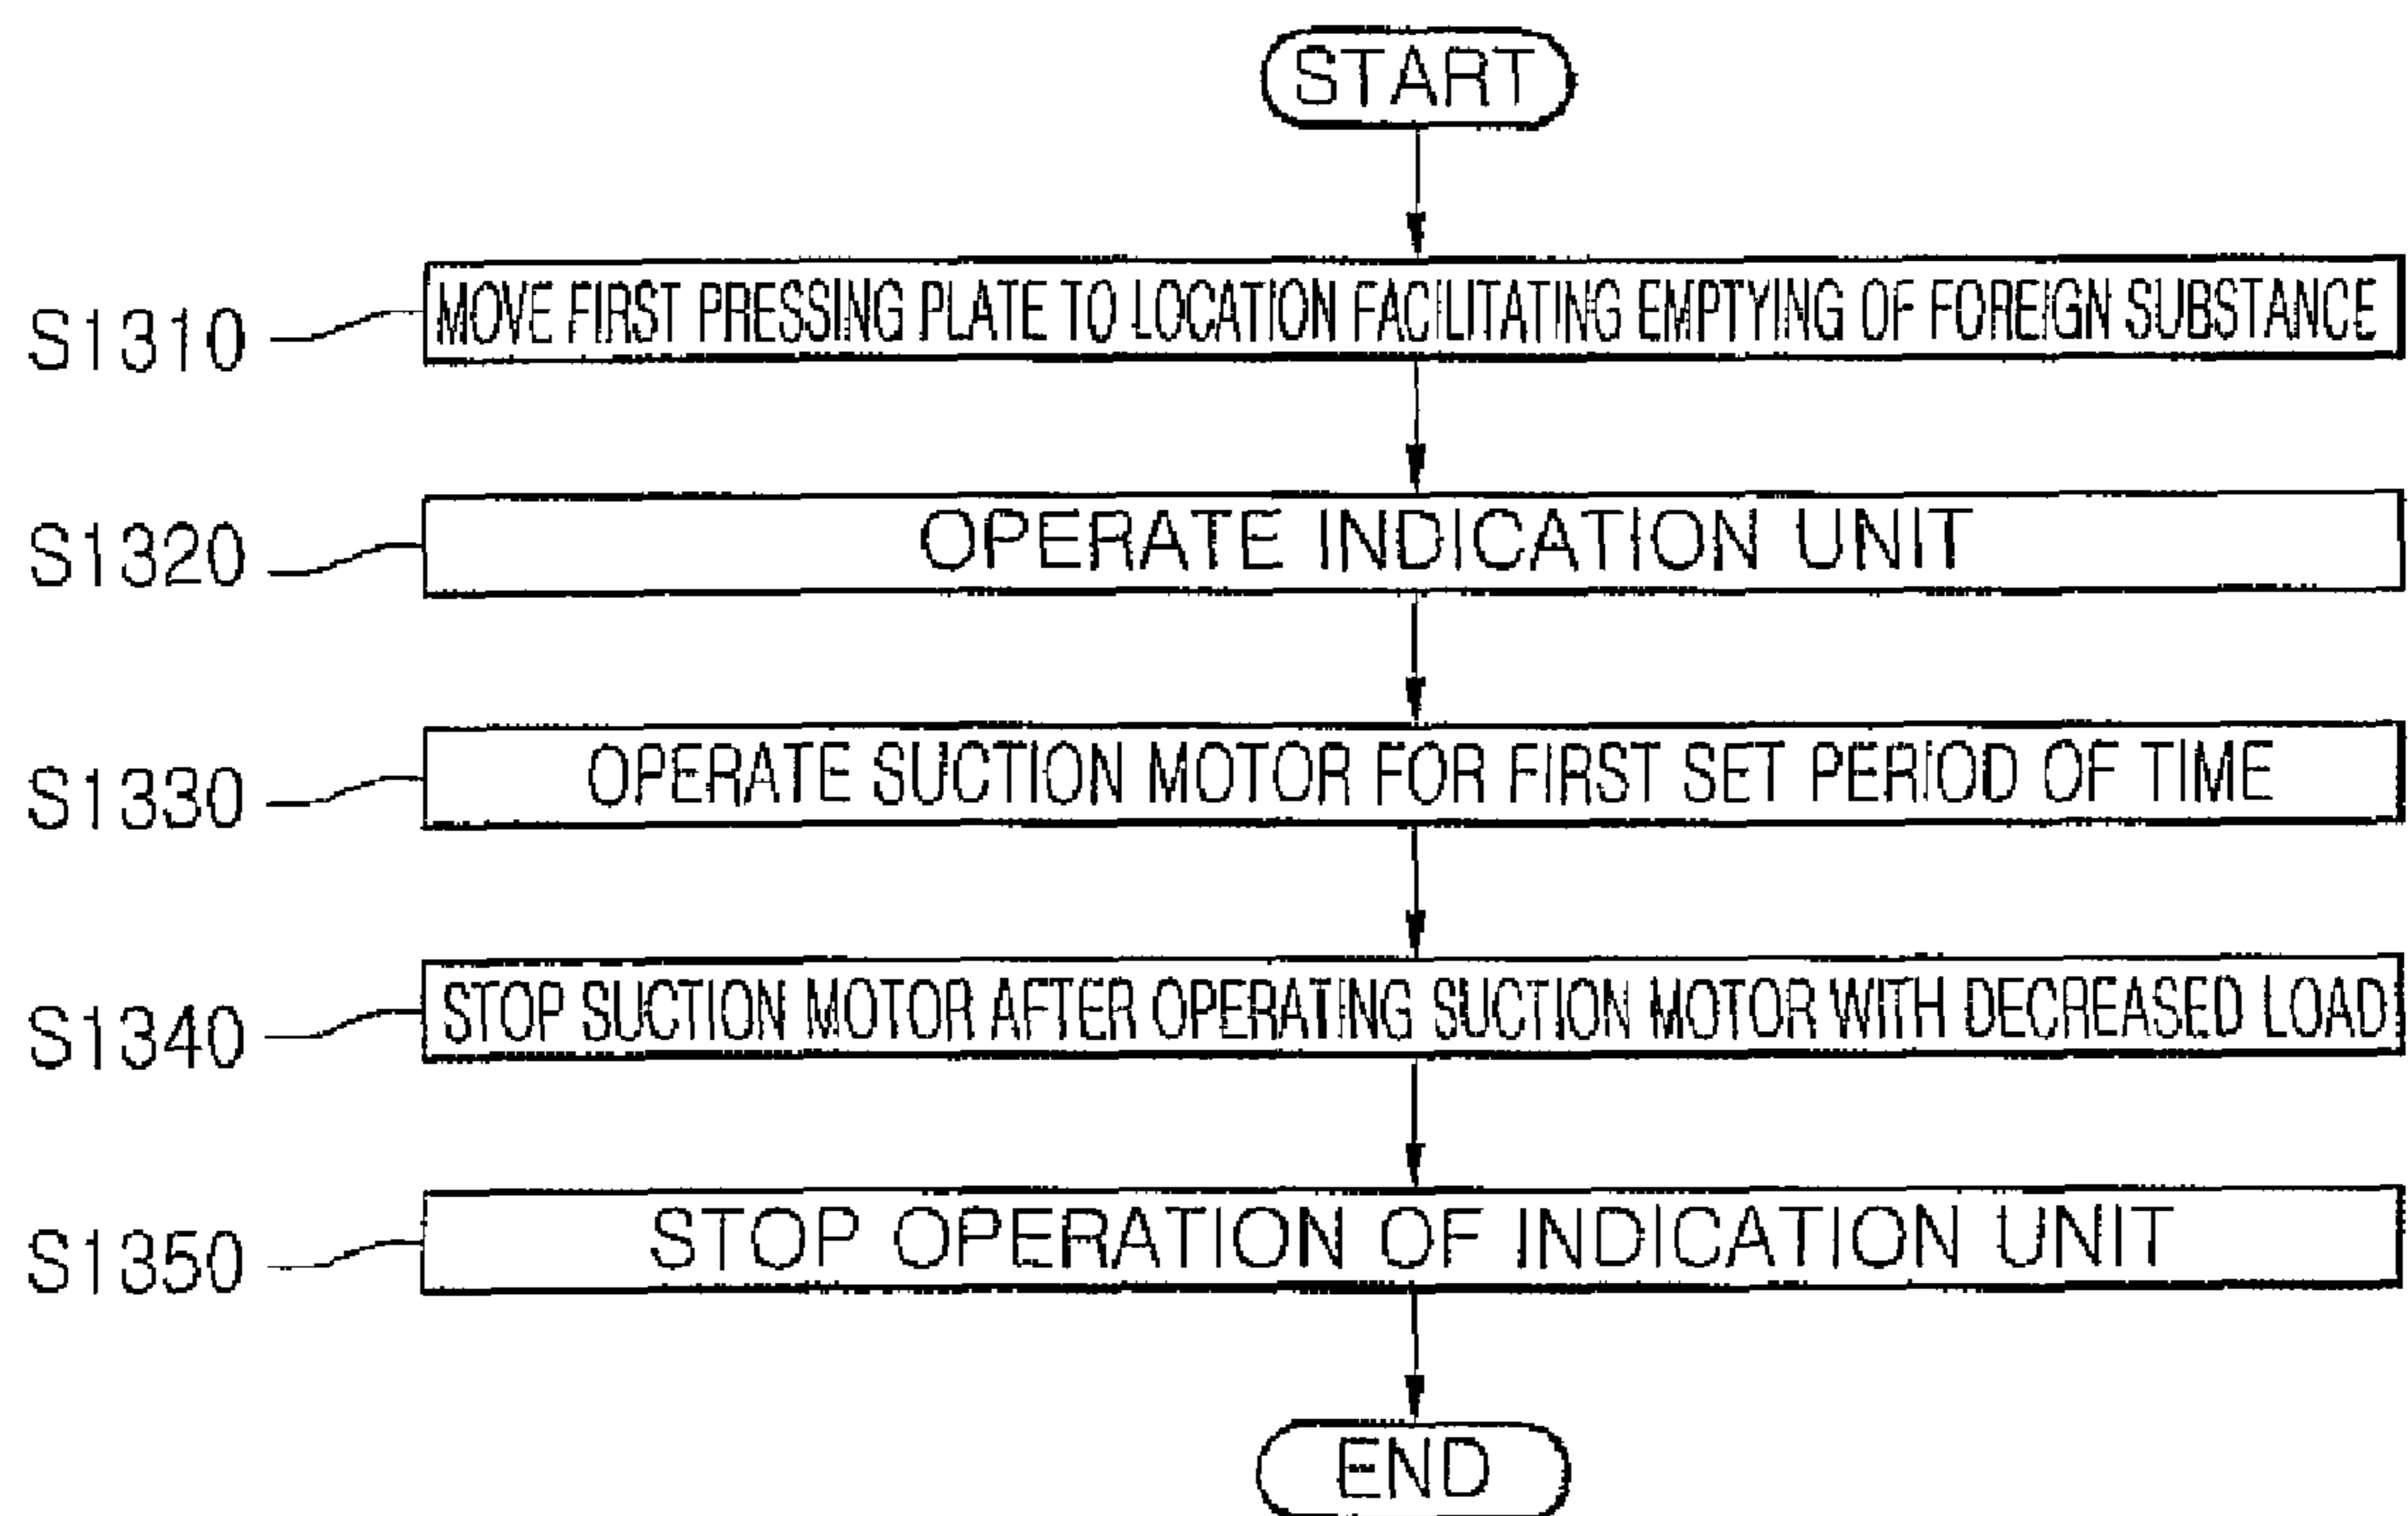 START
S1310 MOVE FIRST PRESSING PLATE TO LOCATION FACILITATING EMPTYING OF FOREIGN SUBSTANCE
S1320 OPERATE INDICATION UNIT
S1330 OPERATE SUCTION MOTOR FOR FIRST SET PERIOD OF TIME
S1340 STOP SUCTION MOTOR AFTER OPERATING SUCTION MOTOR WITH DECREASED LOAD
S1350 STOP OPERATION OF INDICATION UNIT
END